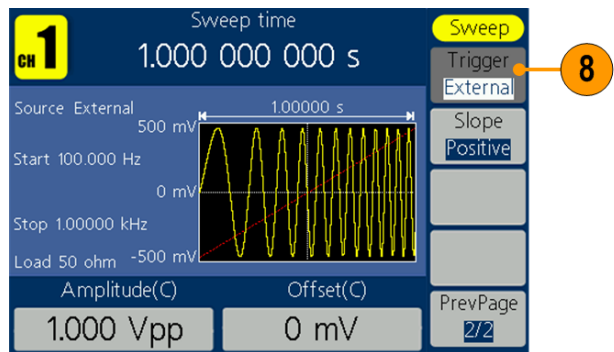 CH 1
Sweep time
1.000 000 000 s
Sweep
Trigger
External
8
Source External
1.00000 s
500 mV
Slope
Positive
Start 100.000 Hz
0 mV
Stop 1.00000 kHz
Load 50 ohm
-500 mV
Amplitude(C)
Offset(C)
PrevPage
2/2
1.000 Vpp
0 mV